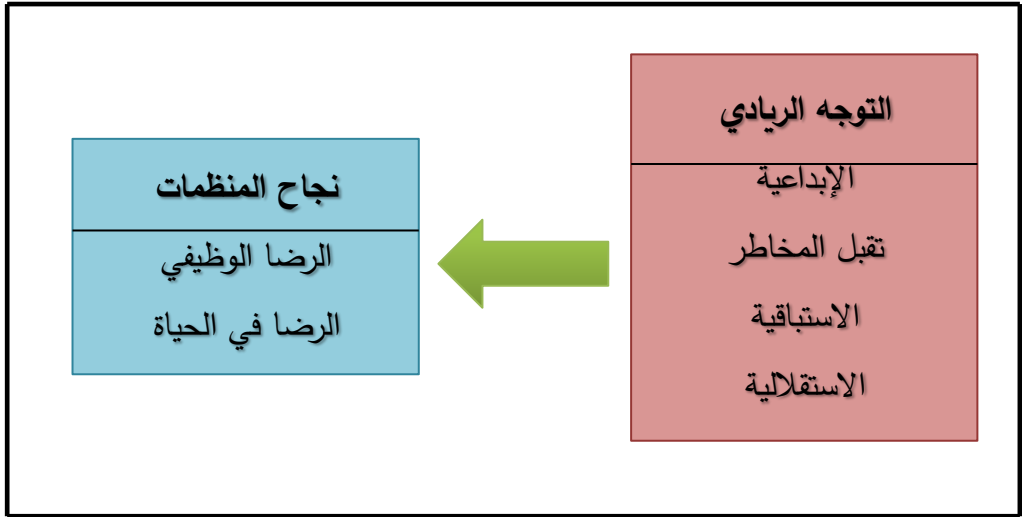 التوجه الريادي
الإبداعية
تقبل المخاطر
الاستباقية
الاستقلالية
نجاح المنظمات
الرضا الوظيفي
الرضا في الحياة